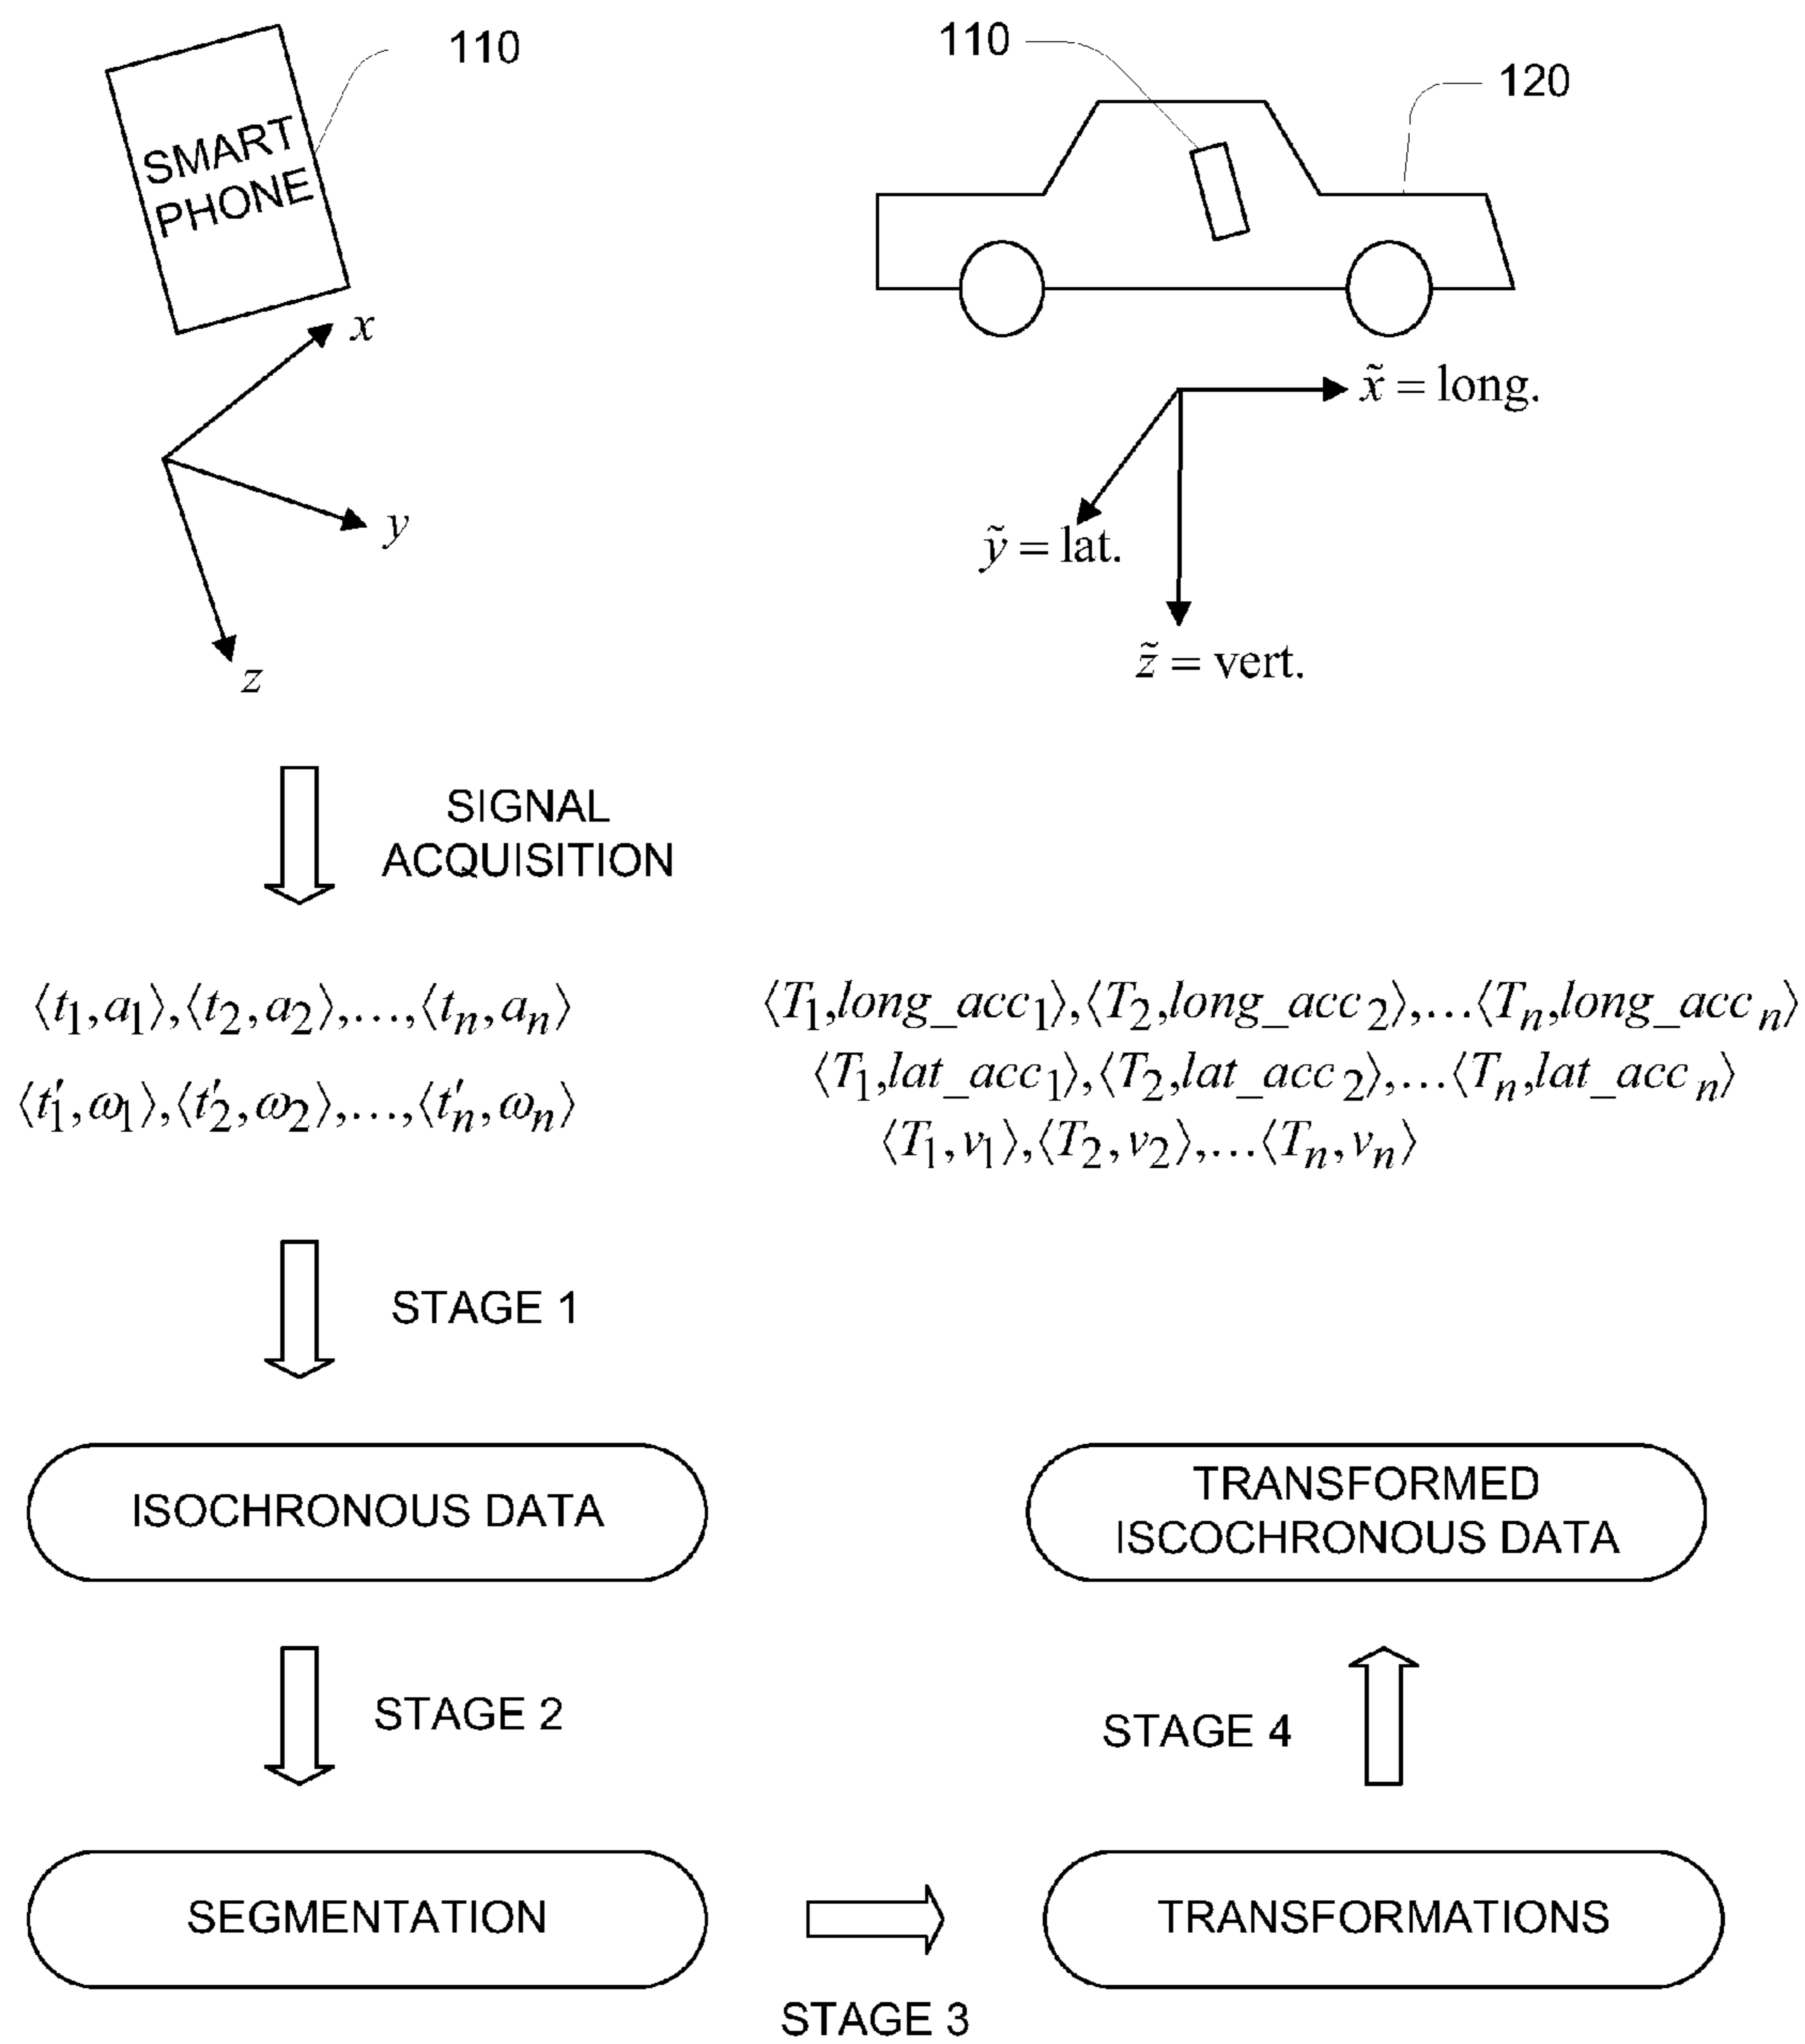 110
SMART
PHONE
x
y
z
110
120
x̃ = long.
ỹ = lat.
z̃ = vert.
SIGNAL
ACQUISITION
⟨t1,a1⟩,⟨t2,a2⟩,...,⟨tn,an⟩
⟨t′1,ω1⟩,⟨t′2,ω2⟩,...,⟨t′n,ωn⟩
⟨T1,long_acc1⟩,⟨T2,long_acc2⟩,...⟨Tn,long_accn⟩
⟨T1,lat_acc1⟩,⟨T2,lat_acc2⟩,...⟨Tn,lat_accn⟩
⟨T1,v1⟩,⟨T2,v2⟩,...⟨Tn,vn⟩
STAGE 1
ISOCHRONOUS DATA
TRANSFORMED
ISCOCHRONOUS DATA
STAGE 2
STAGE 4
SEGMENTATION
TRANSFORMATIONS
STAGE 3